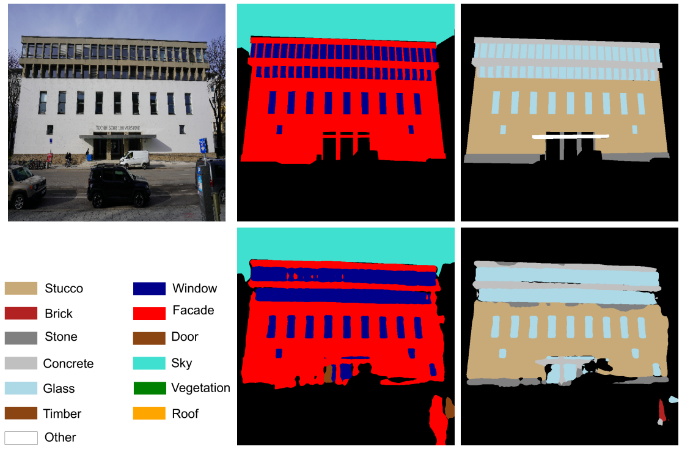 Stucco
Window
Brick
Facade
Stone
Door
Concrete
Sky
Glass
Vegetation
Timber
Roof
Other